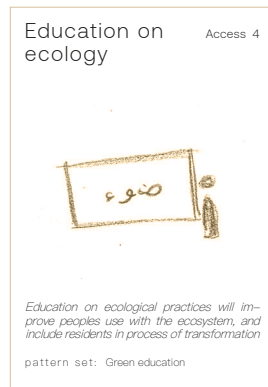 Education on
ecology
Access 4
ضوء
Education on ecological practices will im–
prove peoples use with the ecosystem, and
include residents in process of transformation
pattern set: Green education